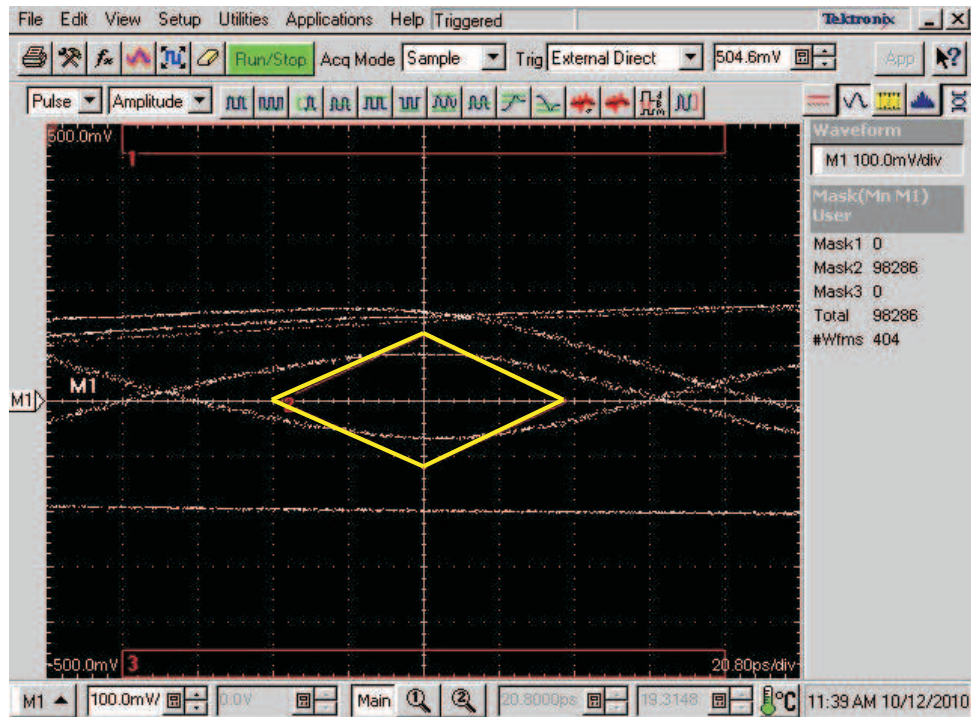 File Edit View Setup Utilities Applications Help Triggered Tektronix
Run/Stop Acq Mode Sample Trig External Direct 504.6mV App
Pulse Amplitude
500.0mV
1
Waveform
M1 100.0mV/div
Mask(Mn M1)
User
Mask1 0
Mask2 98286
Mask3 0
Total 98286
#Wfms 404
M1
M1
2
-500.0mV 3 20.80ps/div
M1 100.0mV/ 0.0V Main 1 2 20.8000ps 19.3148 °C 11:39 AM 10/12/2010